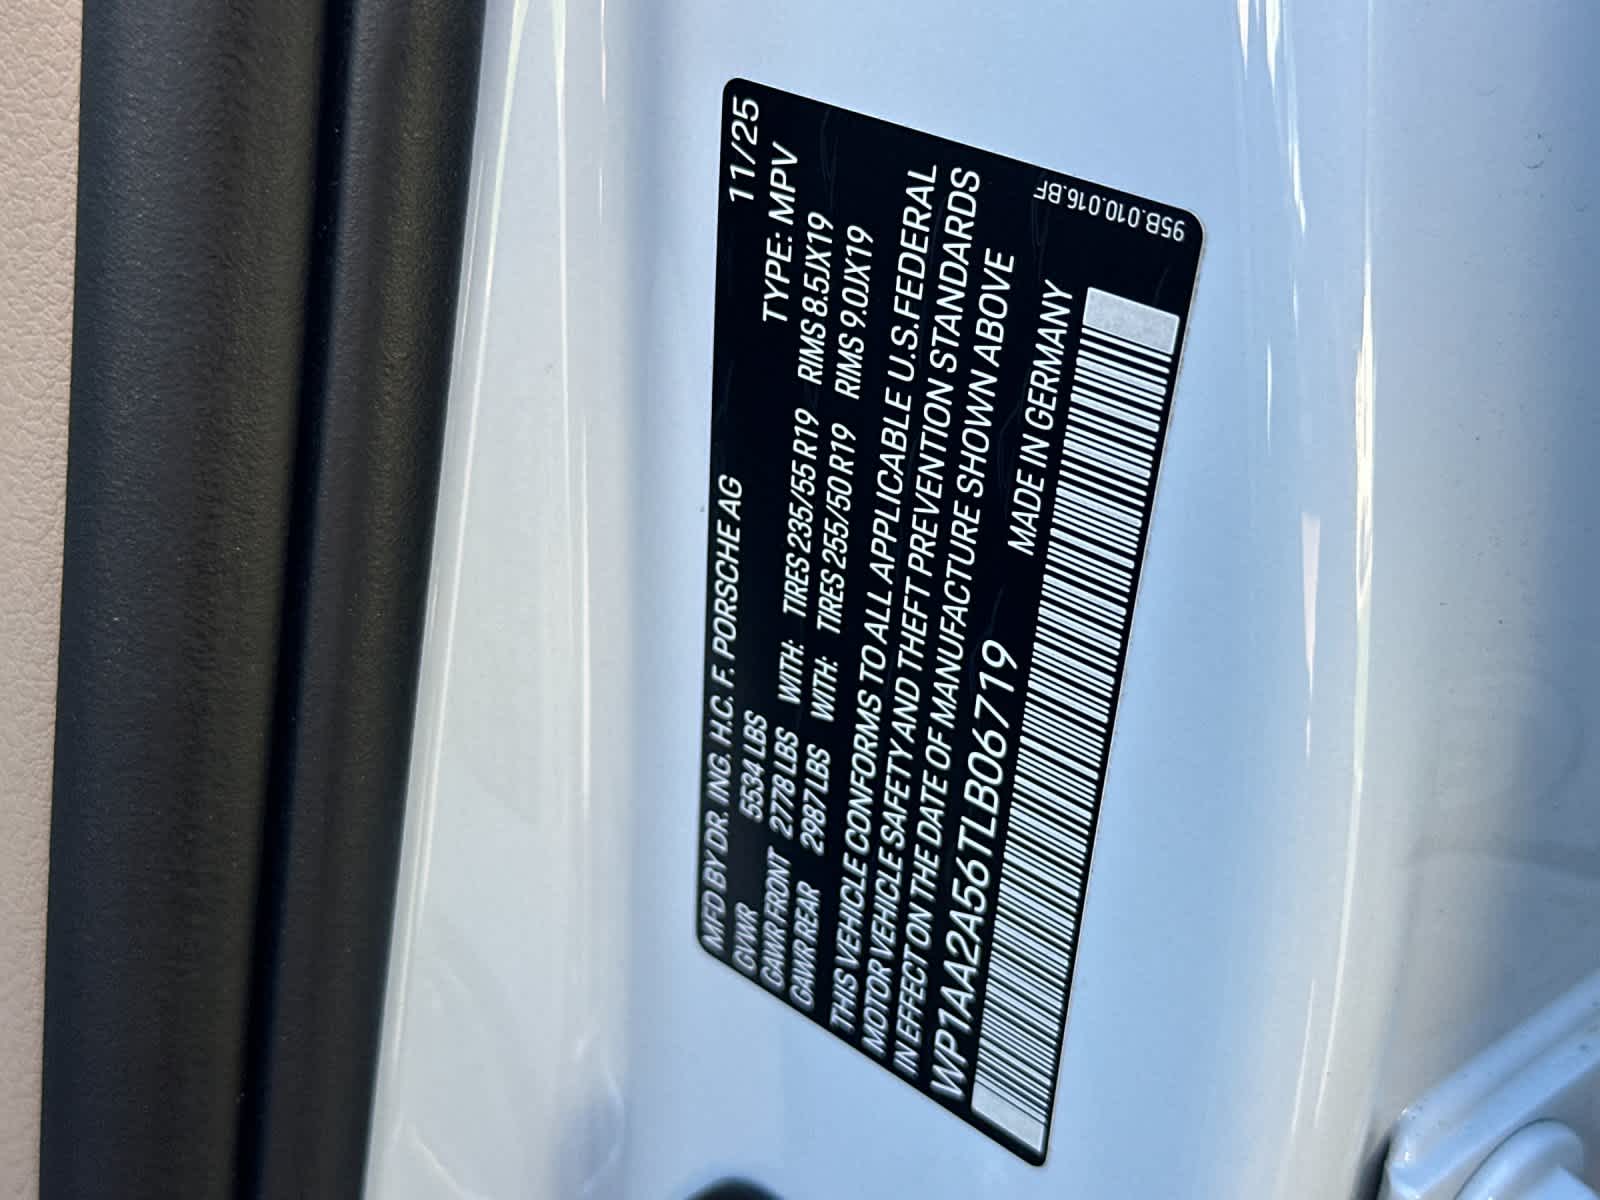 MFD BY DR. ING. H.C. F. PORSCHE AG 11/25
GVWR 5534 LBS TYPE: MPV
GAWR FRONT 2778 LBS WITH: TIRES 235/55 R19 RIMS 8.5JX19
GAWR REAR 2987 LBS WITH: TIRES 255/50 R19 RIMS 9.0JX19
THIS VEHICLE CONFORMS TO ALL APPLICABLE U.S.FEDERAL
MOTOR VEHICLE SAFETY AND THEFT PREVENTION STANDARDS
IN EFFECT ON THE DATE OF MANUFACTURE SHOWN ABOVE
WP1AA2A56TLB06719 MADE IN GERMANY
95B.010.016.BF